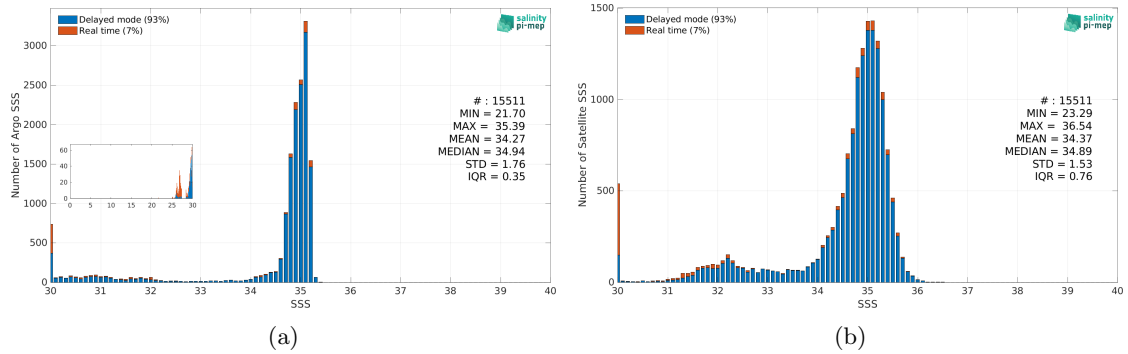 Delayed mode (93%)
Real time (7%)
salinity
pi-mep
Number of Argo SSS
3000
2500
2000
1500
1000
500
0
# : 15511
MIN = 21.70
MAX = 35.39
MEAN = 34.27
MEDIAN = 34.94
STD = 1.76
IQR = 0.35
60
40
20
0
0 5 10 15 20 25 30
30 31 32 33 34 35 36 37 38 39 40
SSS
(a)
Delayed mode (93%)
Real time (7%)
salinity
pi-mep
Number of Satellite SSS
1500
1000
500
0
# : 15511
MIN = 23.29
MAX = 36.54
MEAN = 34.37
MEDIAN = 34.89
STD = 1.53
IQR = 0.76
30 31 32 33 34 35 36 37 38 39 40
SSS
(b)